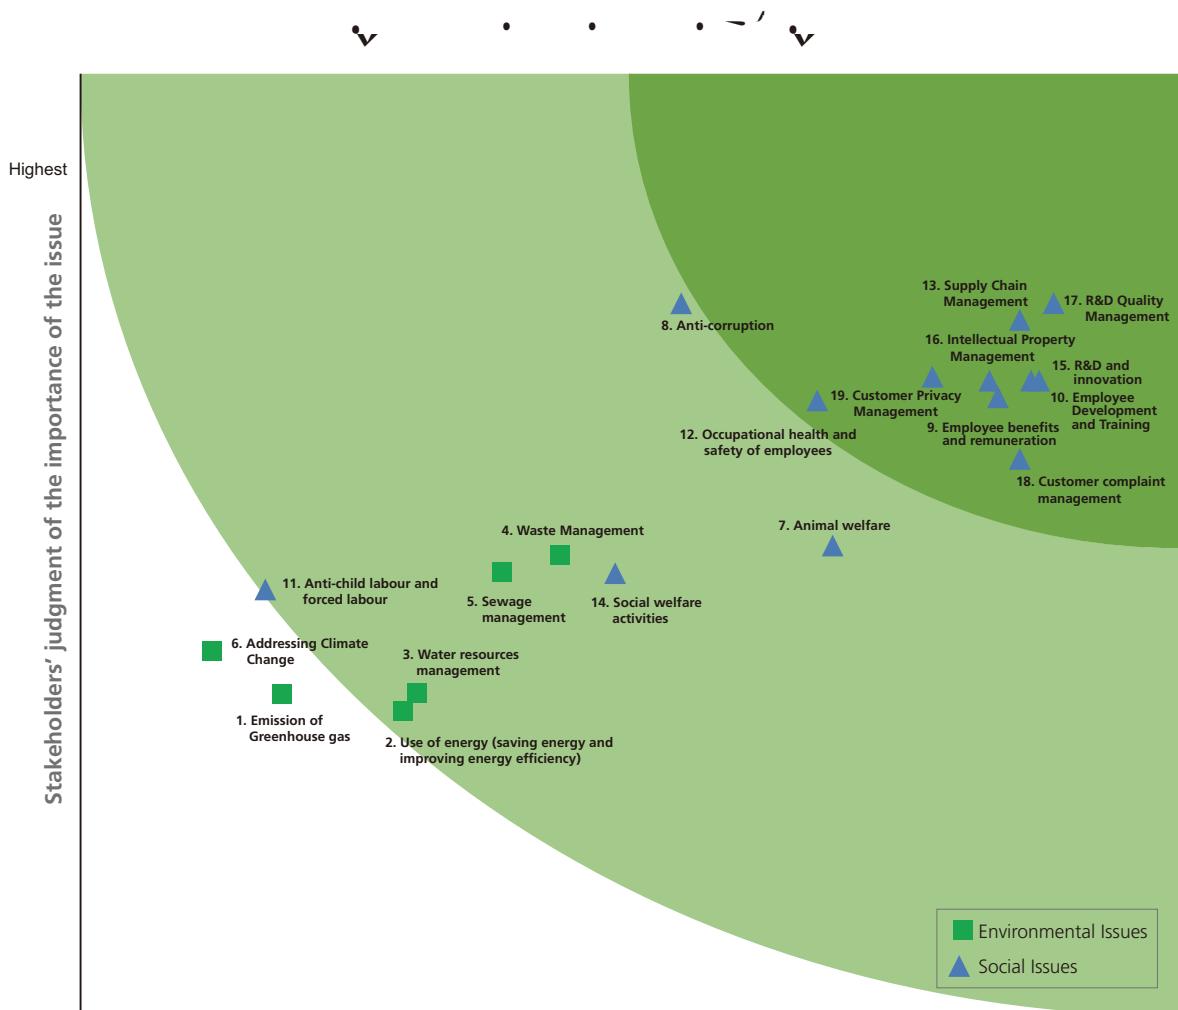 Highest
Stakeholders’ judgment of the importance of the issue
13. Supply Chain
Management
17. R&D Quality
Management
8. Anti-corruption
16. Intellectual Property
Management
15. R&D and
innovation
19. Customer Privacy
Management
10. Employee
Development
and Training
12. Occupational health and
safety of employees
9. Employee benefits
and remuneration
18. Customer complaint
management
7. Animal welfare
4. Waste Management
11. Anti-child labour and
forced labour
5. Sewage
management
14. Social welfare
activities
6. Addressing Climate
Change
3. Water resources
management
1. Emission of
Greenhouse gas
2. Use of energy (saving energy and
improving energy efficiency)
Environmental Issues
Social Issues